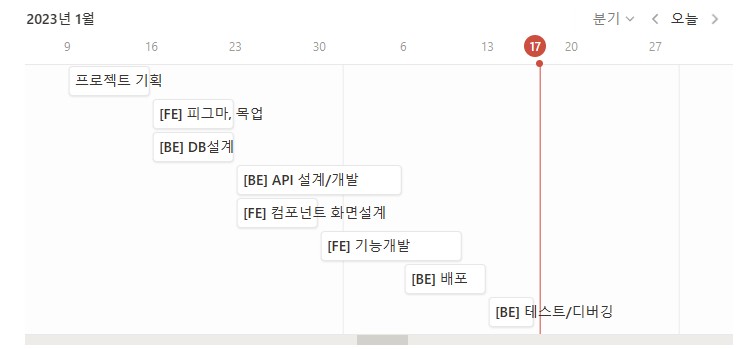 2023년 1월 분기 오늘
9 16 23 30 6 13 17 20 27
프로젝트 기획
[FE] 피그마, 목업
[BE] DB설계
[BE] API 설계/개발
[FE] 컴포넌트 화면설계
[FE] 기능개발
[BE] 배포
[BE] 테스트/디버깅